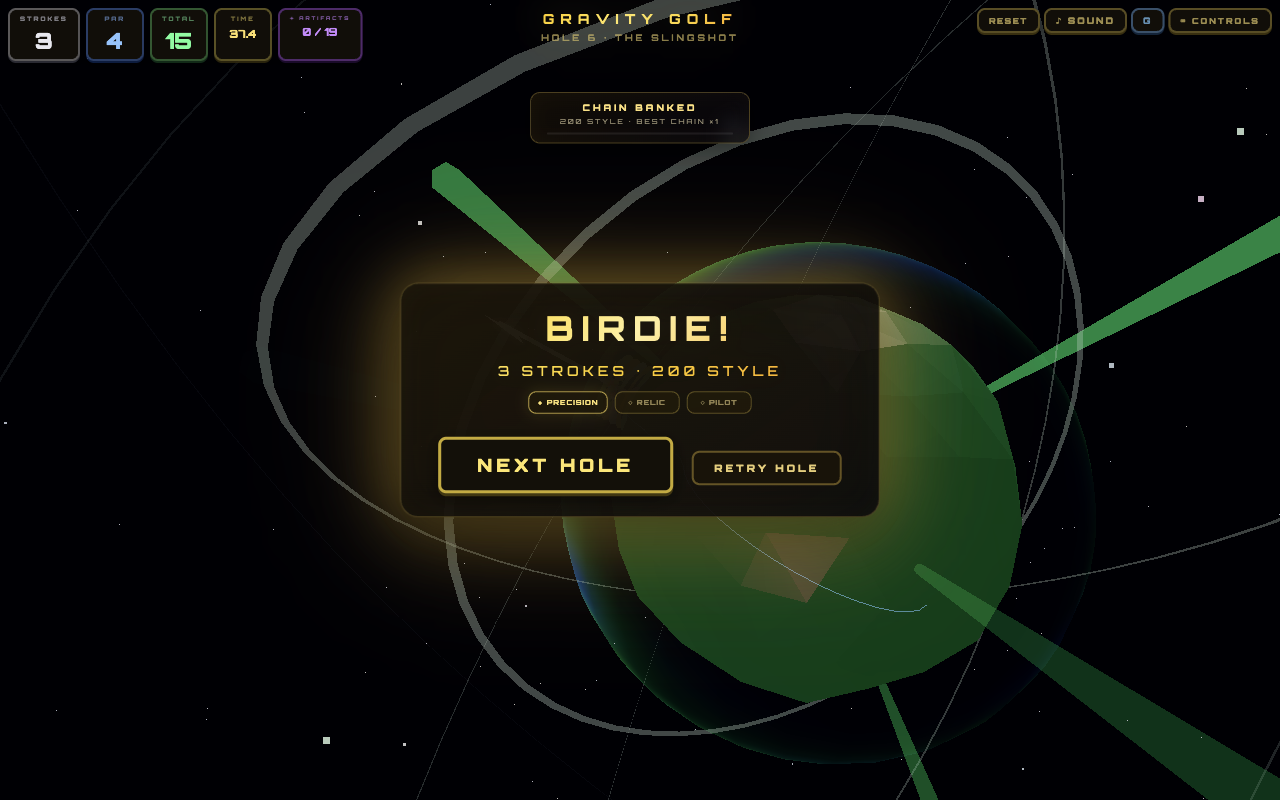 STROKES
3
PAR
4
TOTAL
15
TIME
37.4
✦ ARTIFACTS
0 / 19
GRAVITY GOLF
HOLE 6 · THE SLINGSHOT
RESET
♪ SOUND
G
≡ CONTROLS
CHAIN BANKED
200 STYLE · BEST CHAIN ×1
BIRDIE!
3 STROKES · 200 STYLE
◆ PRECISION
◇ RELIC
◇ PILOT
NEXT HOLE
RETRY HOLE